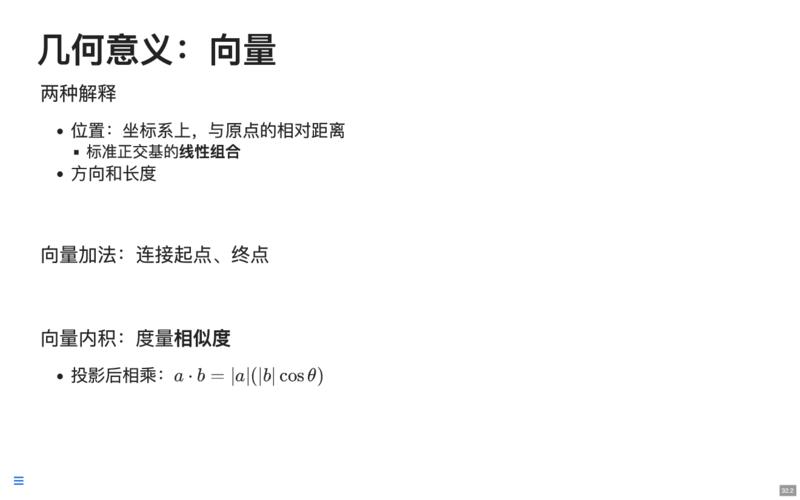 几何意义：向量
两种解释
• 位置：坐标系上，与原点的相对距离
▪ 标准正交基的线性组合
• 方向和长度
向量加法：连接起点、终点
向量内积：度量相似度
• 投影后相乘：a · b = |a|(|b| cos θ)
32.2